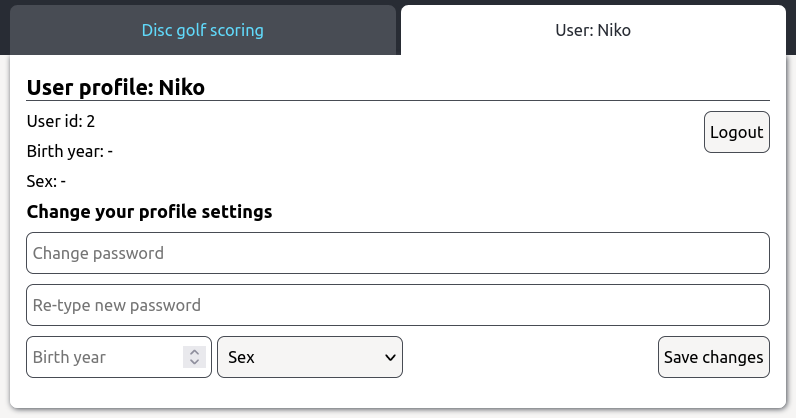 Disc golf scoring
User: Niko
User profile: Niko
User id: 2
Logout
Birth year: -
Sex: -
Change your profile settings
Change password
Re-type new password
Birth year
Sex
Save changes